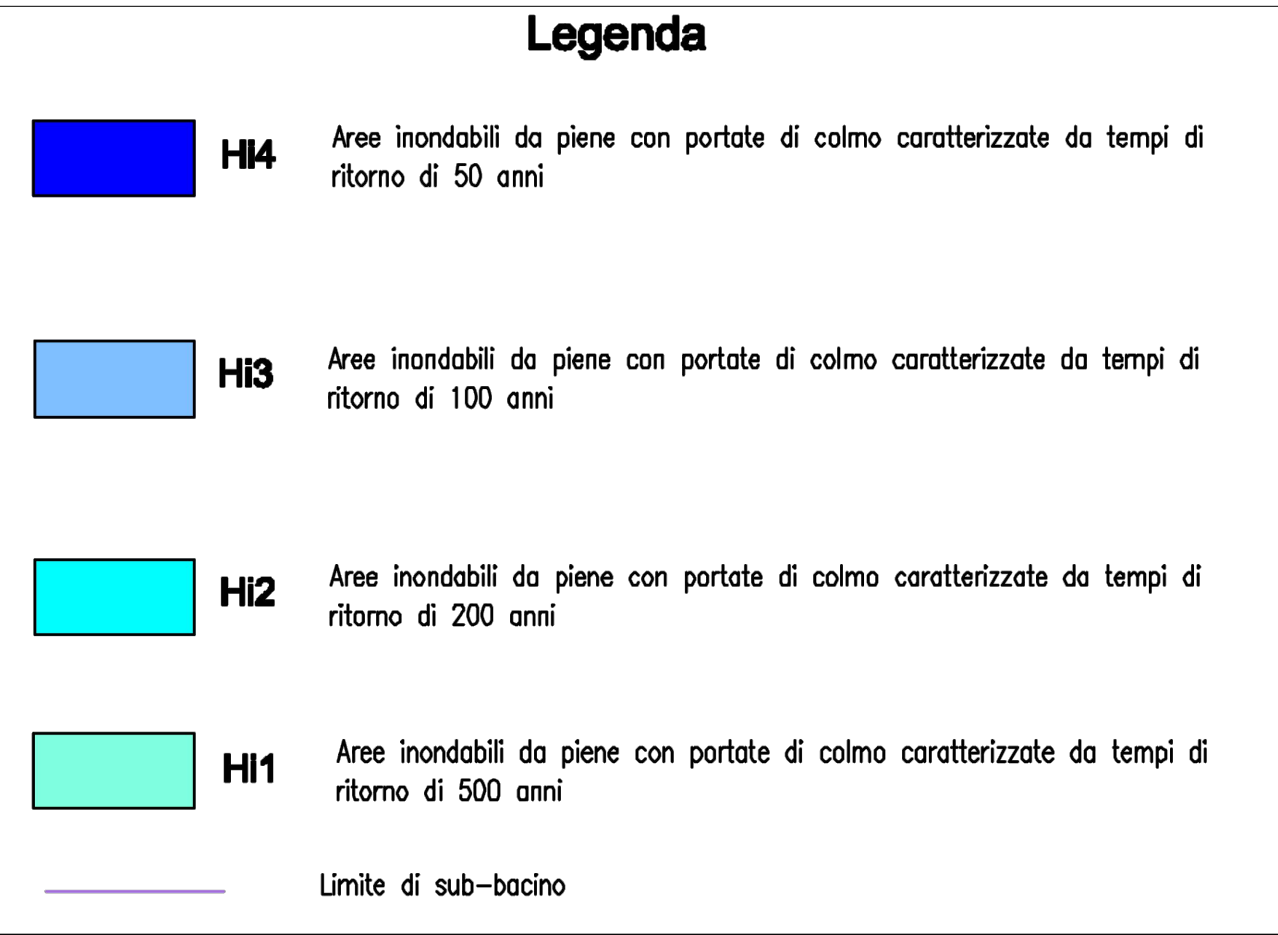 Legenda
Hi4 Aree inondabili da piene con portate di colmo caratterizzate da tempi di
ritorno di 50 anni
Hi3 Aree inondabili da piene con portate di colmo caratterizzate da tempi di
ritorno di 100 anni
Hi2 Aree inondabili da piene con portate di colmo caratterizzate da tempi di
ritorno di 200 anni
Hi1 Aree inondabili da piene con portate di colmo caratterizzate da tempi di
ritorno di 500 anni
Limite di sub-bacino